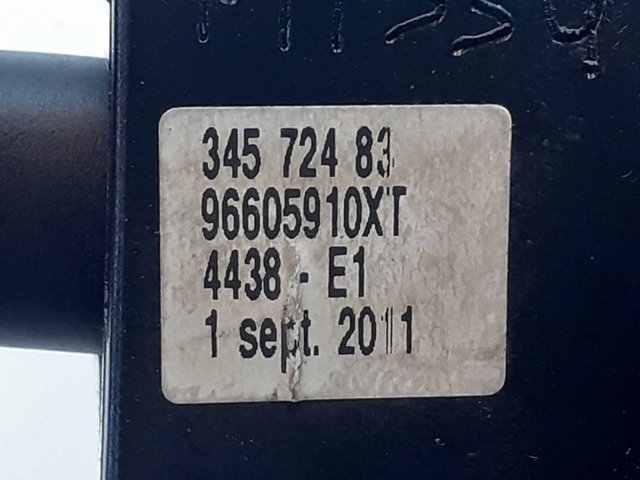 345 724 83
96605910XT
4438 - E1
1 sept. 2011